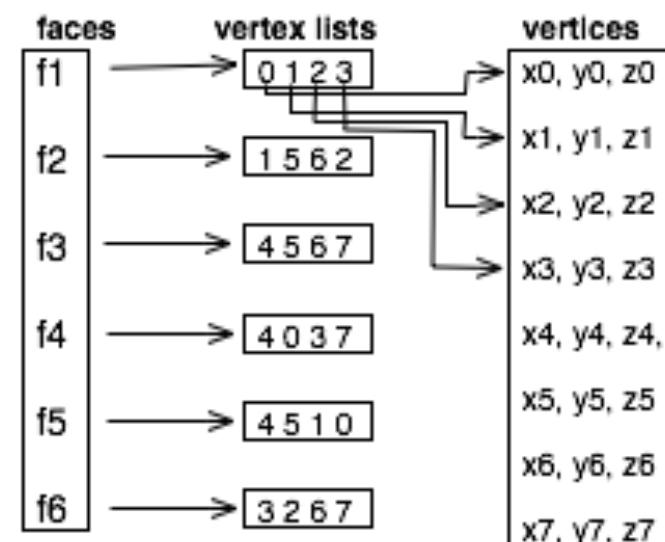 faces vertex lists vertices
f1 0 1 2 3 x0, y0, z0
x1, y1, z1
f2 1 5 6 2
x2, y2, z2
f3 4 5 6 7 x3, y3, z3
f4 4 0 3 7 x4, y4, z4,
x5, y5, z5
f5 4 5 1 0
x6, y6, z6
f6 3 2 6 7
x7, y7, z7